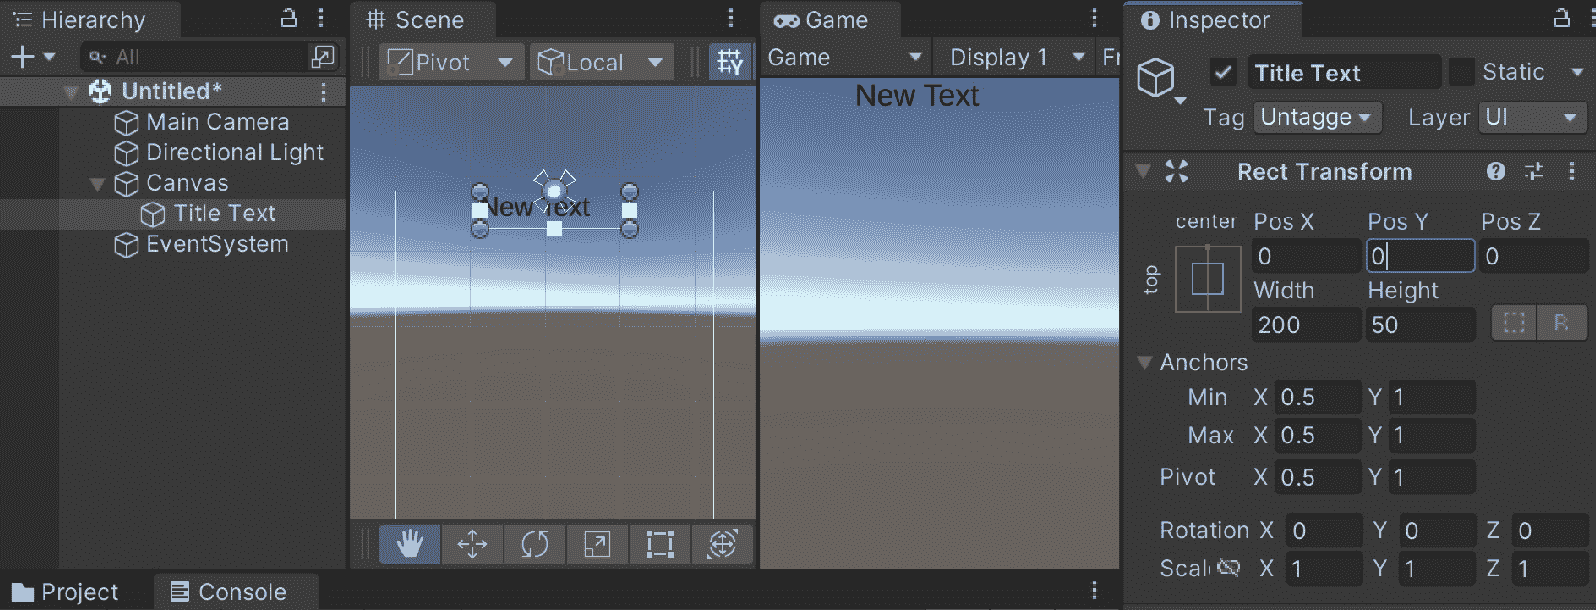 Hierarchy
All
Untitled*
Main Camera
Directional Light
Canvas
Title Text
EventSystem
Scene
Pivot
Local
New Text
Game
Game
Display 1
Fr
New Text
Inspector
Title Text
Static
Tag
Untagge
Layer
UI
Rect Transform
center
Pos X
Pos Y
Pos Z
top
0
0
0
Width
Height
200
50
R
Anchors
Min X 0.5 Y 1
Max X 0.5 Y 1
Pivot X 0.5 Y 1
Rotation X 0 Y 0 Z 0
Scal X 1 Y 1 Z 1
Project
Console